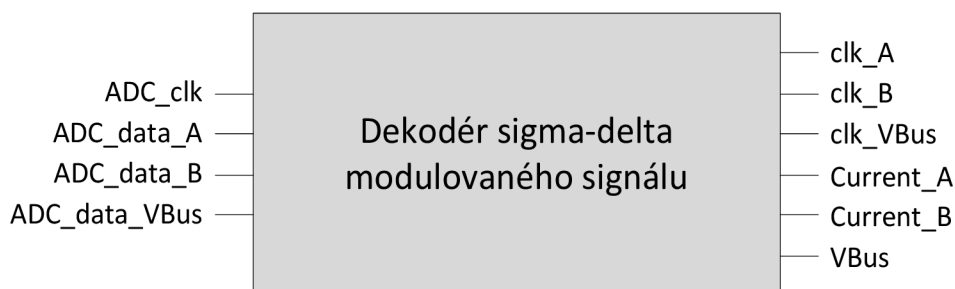 ADC_clk
ADC_data_A
ADC_data_B
ADC_data_VBus
Dekodér sigma-delta
modulovaného signálu
clk_A
clk_B
clk_VBus
Current_A
Current_B
VBus